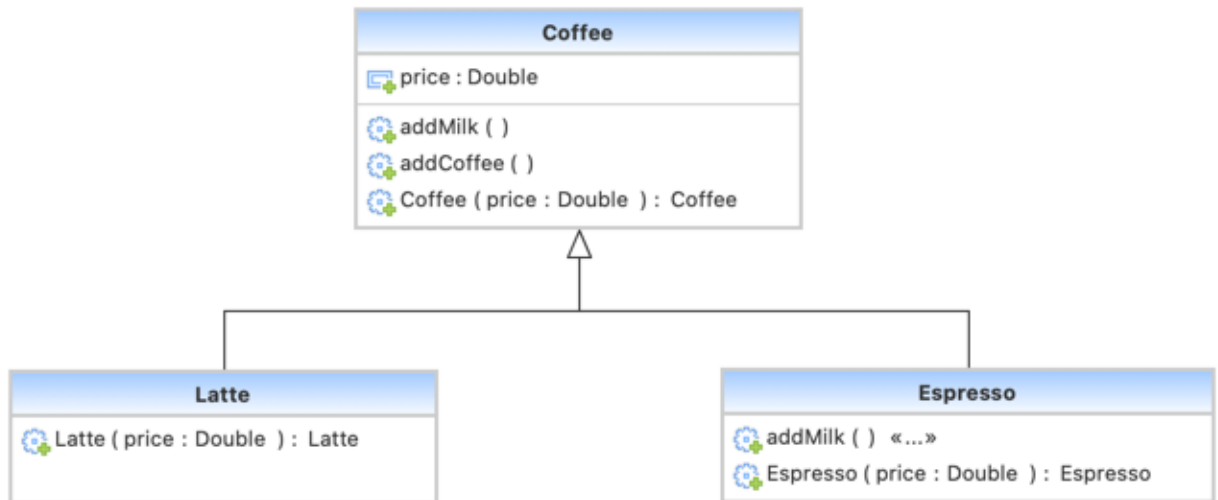 Coffee
price : Double
addMilk ( )
addCoffee ( )
Coffee ( price : Double ) : Coffee
Latte
Latte ( price : Double ) : Latte
Espresso
addMilk ( ) «...»
Espresso ( price : Double ) : Espresso